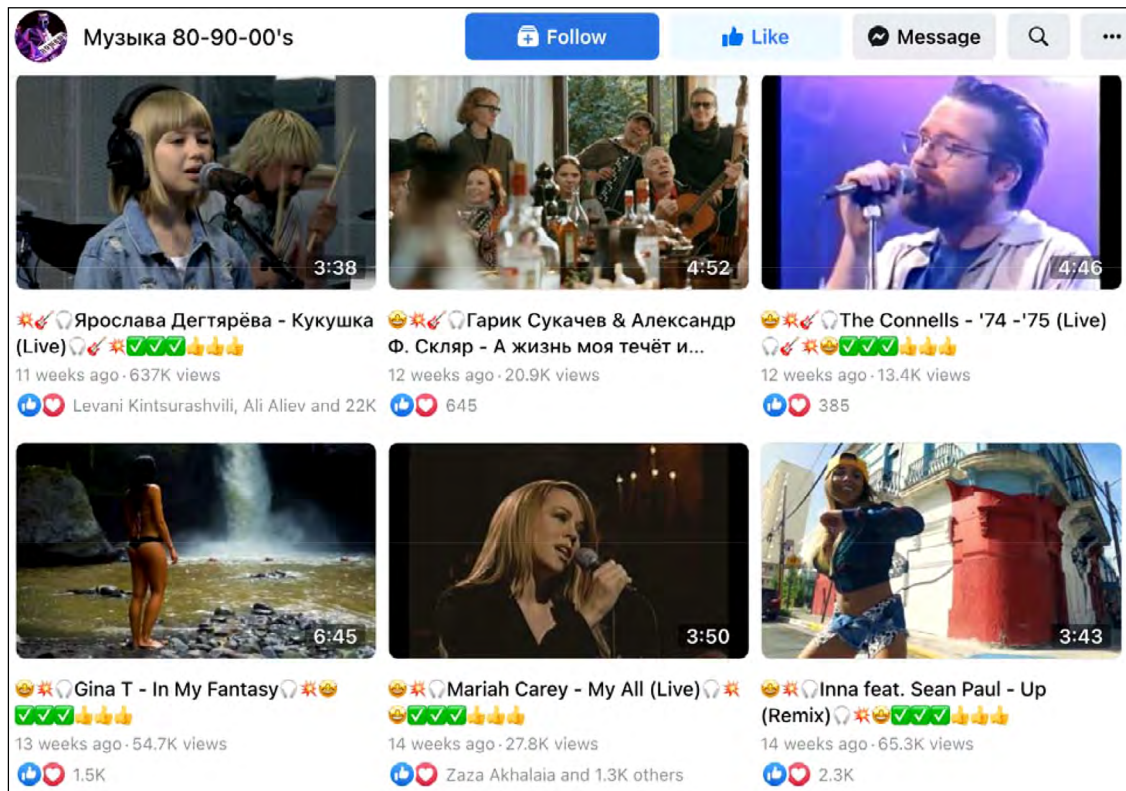 Музыка 80-90-00's
Follow
Like
Message
3:38
4:52
4:46
💥🎸🎧Ярослава Дегтярёва - Кукушка
(Live)🎧🎸💥✅✅✅👍👍👍
11 weeks ago · 637K views
Levani Kintsurashvili, Ali Aliev and 22K
🤩💥🎸🎧Гарик Сукачев & Александр
Ф. Скляр - А жизнь моя течёт и...
12 weeks ago · 20.9K views
645
🤩💥🎸🎧The Connells - '74 -'75 (Live)
🎧🎸💥🤩✅✅✅👍👍👍
12 weeks ago · 13.4K views
385
6:45
3:50
3:43
🤩💥🎧Gina T - In My Fantasy🎧💥🤩
✅✅✅👍👍👍
13 weeks ago · 54.7K views
1.5K
🤩💥🎧Mariah Carey - My All (Live)🎧💥
🤩✅✅✅👍👍👍
14 weeks ago · 27.8K views
Zaza Akhalaia and 1.3K others
🤩💥🎧Inna feat. Sean Paul - Up
(Remix)🎧💥🤩✅✅✅👍👍👍
14 weeks ago · 65.3K views
2.3K